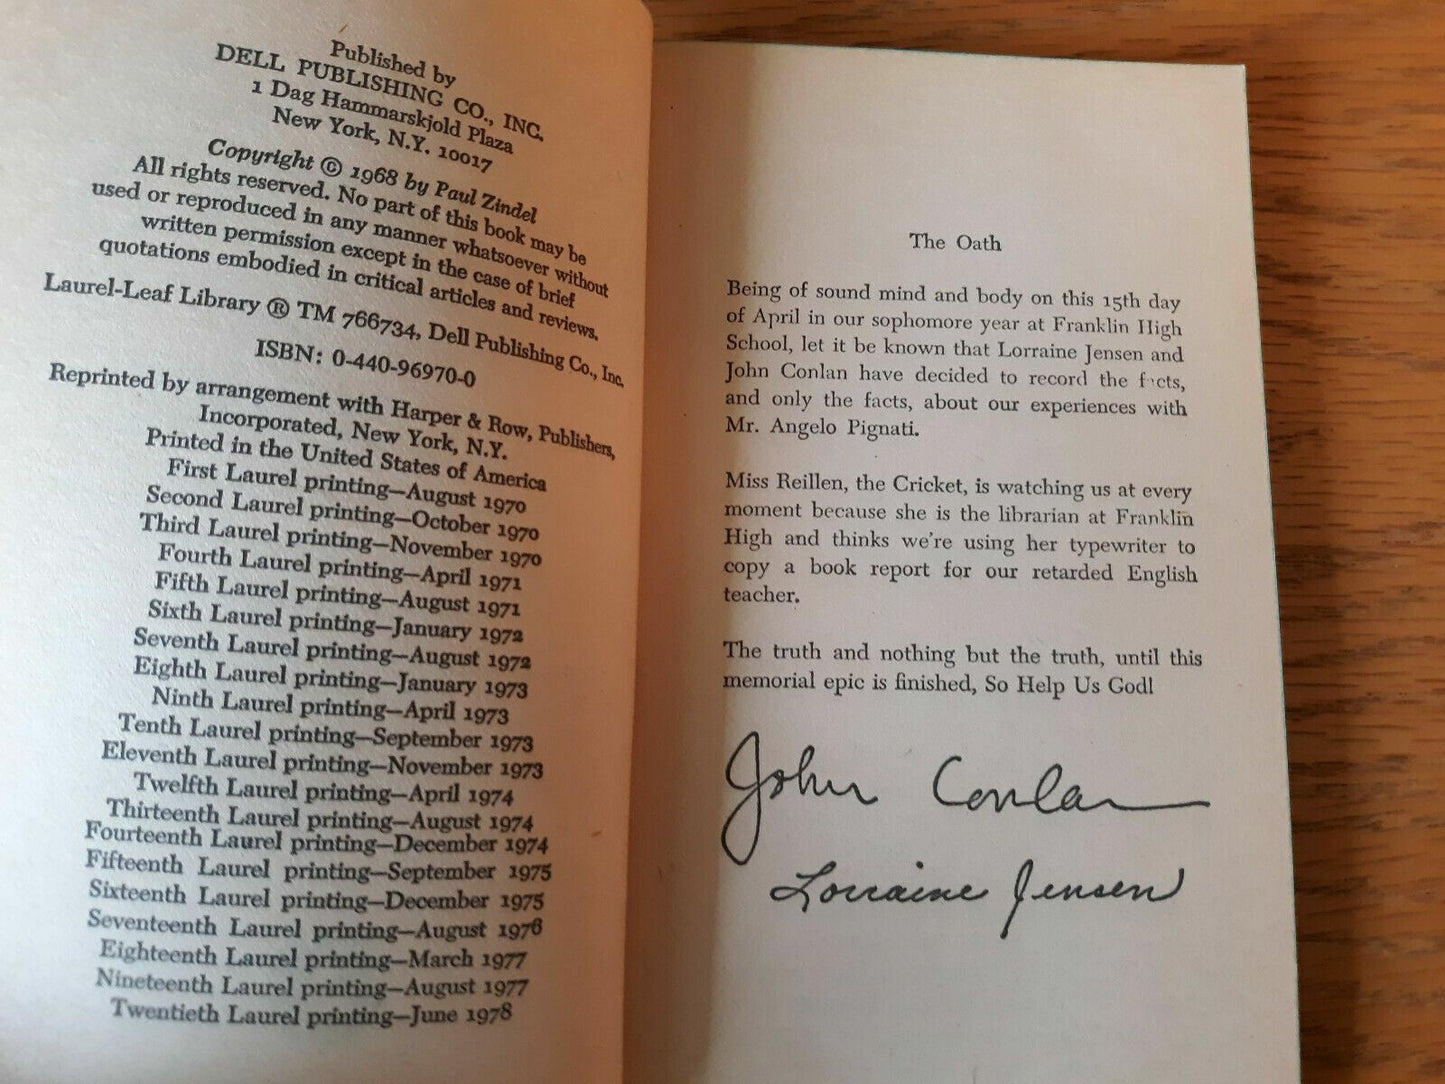 Published by
DELL PUBLISHING CO., INC.
1 Dag Hammarskjold Plaza
New York, N.Y. 10017
Copyright © 1968 by Paul Zindel
All rights reserved. No part of this book may be
used or reproduced in any manner whatsoever without
written permission except in the case of brief
quotations embodied in critical articles and reviews.
Laurel-Leaf Library ® TM 766734, Dell Publishing Co., Inc.
ISBN: 0-440-96970-0
Reprinted by arrangement with Harper & Row, Publishers,
Incorporated, New York, N.Y.
Printed in the United States of America
First Laurel printing—August 1970
Second Laurel printing—October 1970
Third Laurel printing—November 1970
Fourth Laurel printing—April 1971
Fifth Laurel printing—August 1971
Sixth Laurel printing—January 1972
Seventh Laurel printing—August 1972
Eighth Laurel printing—January 1973
Ninth Laurel printing—April 1973
Tenth Laurel printing—September 1973
Eleventh Laurel printing—November 1973
Twelfth Laurel printing—April 1974
Thirteenth Laurel printing—August 1974
Fourteenth Laurel printing—December 1974
Fifteenth Laurel printing—September 1975
Sixteenth Laurel printing—December 1975
Seventeenth Laurel printing—August 1976
Eighteenth Laurel printing—March 1977
Nineteenth Laurel printing—August 1977
Twentieth Laurel printing—June 1978
The Oath
Being of sound mind and body on this 15th day
of April in our sophomore year at Franklin High
School, let it be known that Lorraine Jensen and
John Conlan have decided to record the facts,
and only the facts, about our experiences with
Mr. Angelo Pignati.
Miss Reillen, the Cricket, is watching us at every
moment because she is the librarian at Franklin
High and thinks we're using her typewriter to
copy a book report for our retarded English
teacher.
The truth and nothing but the truth, until this
memorial epic is finished, So Help Us God!
John Conlan
Lorraine Jensen